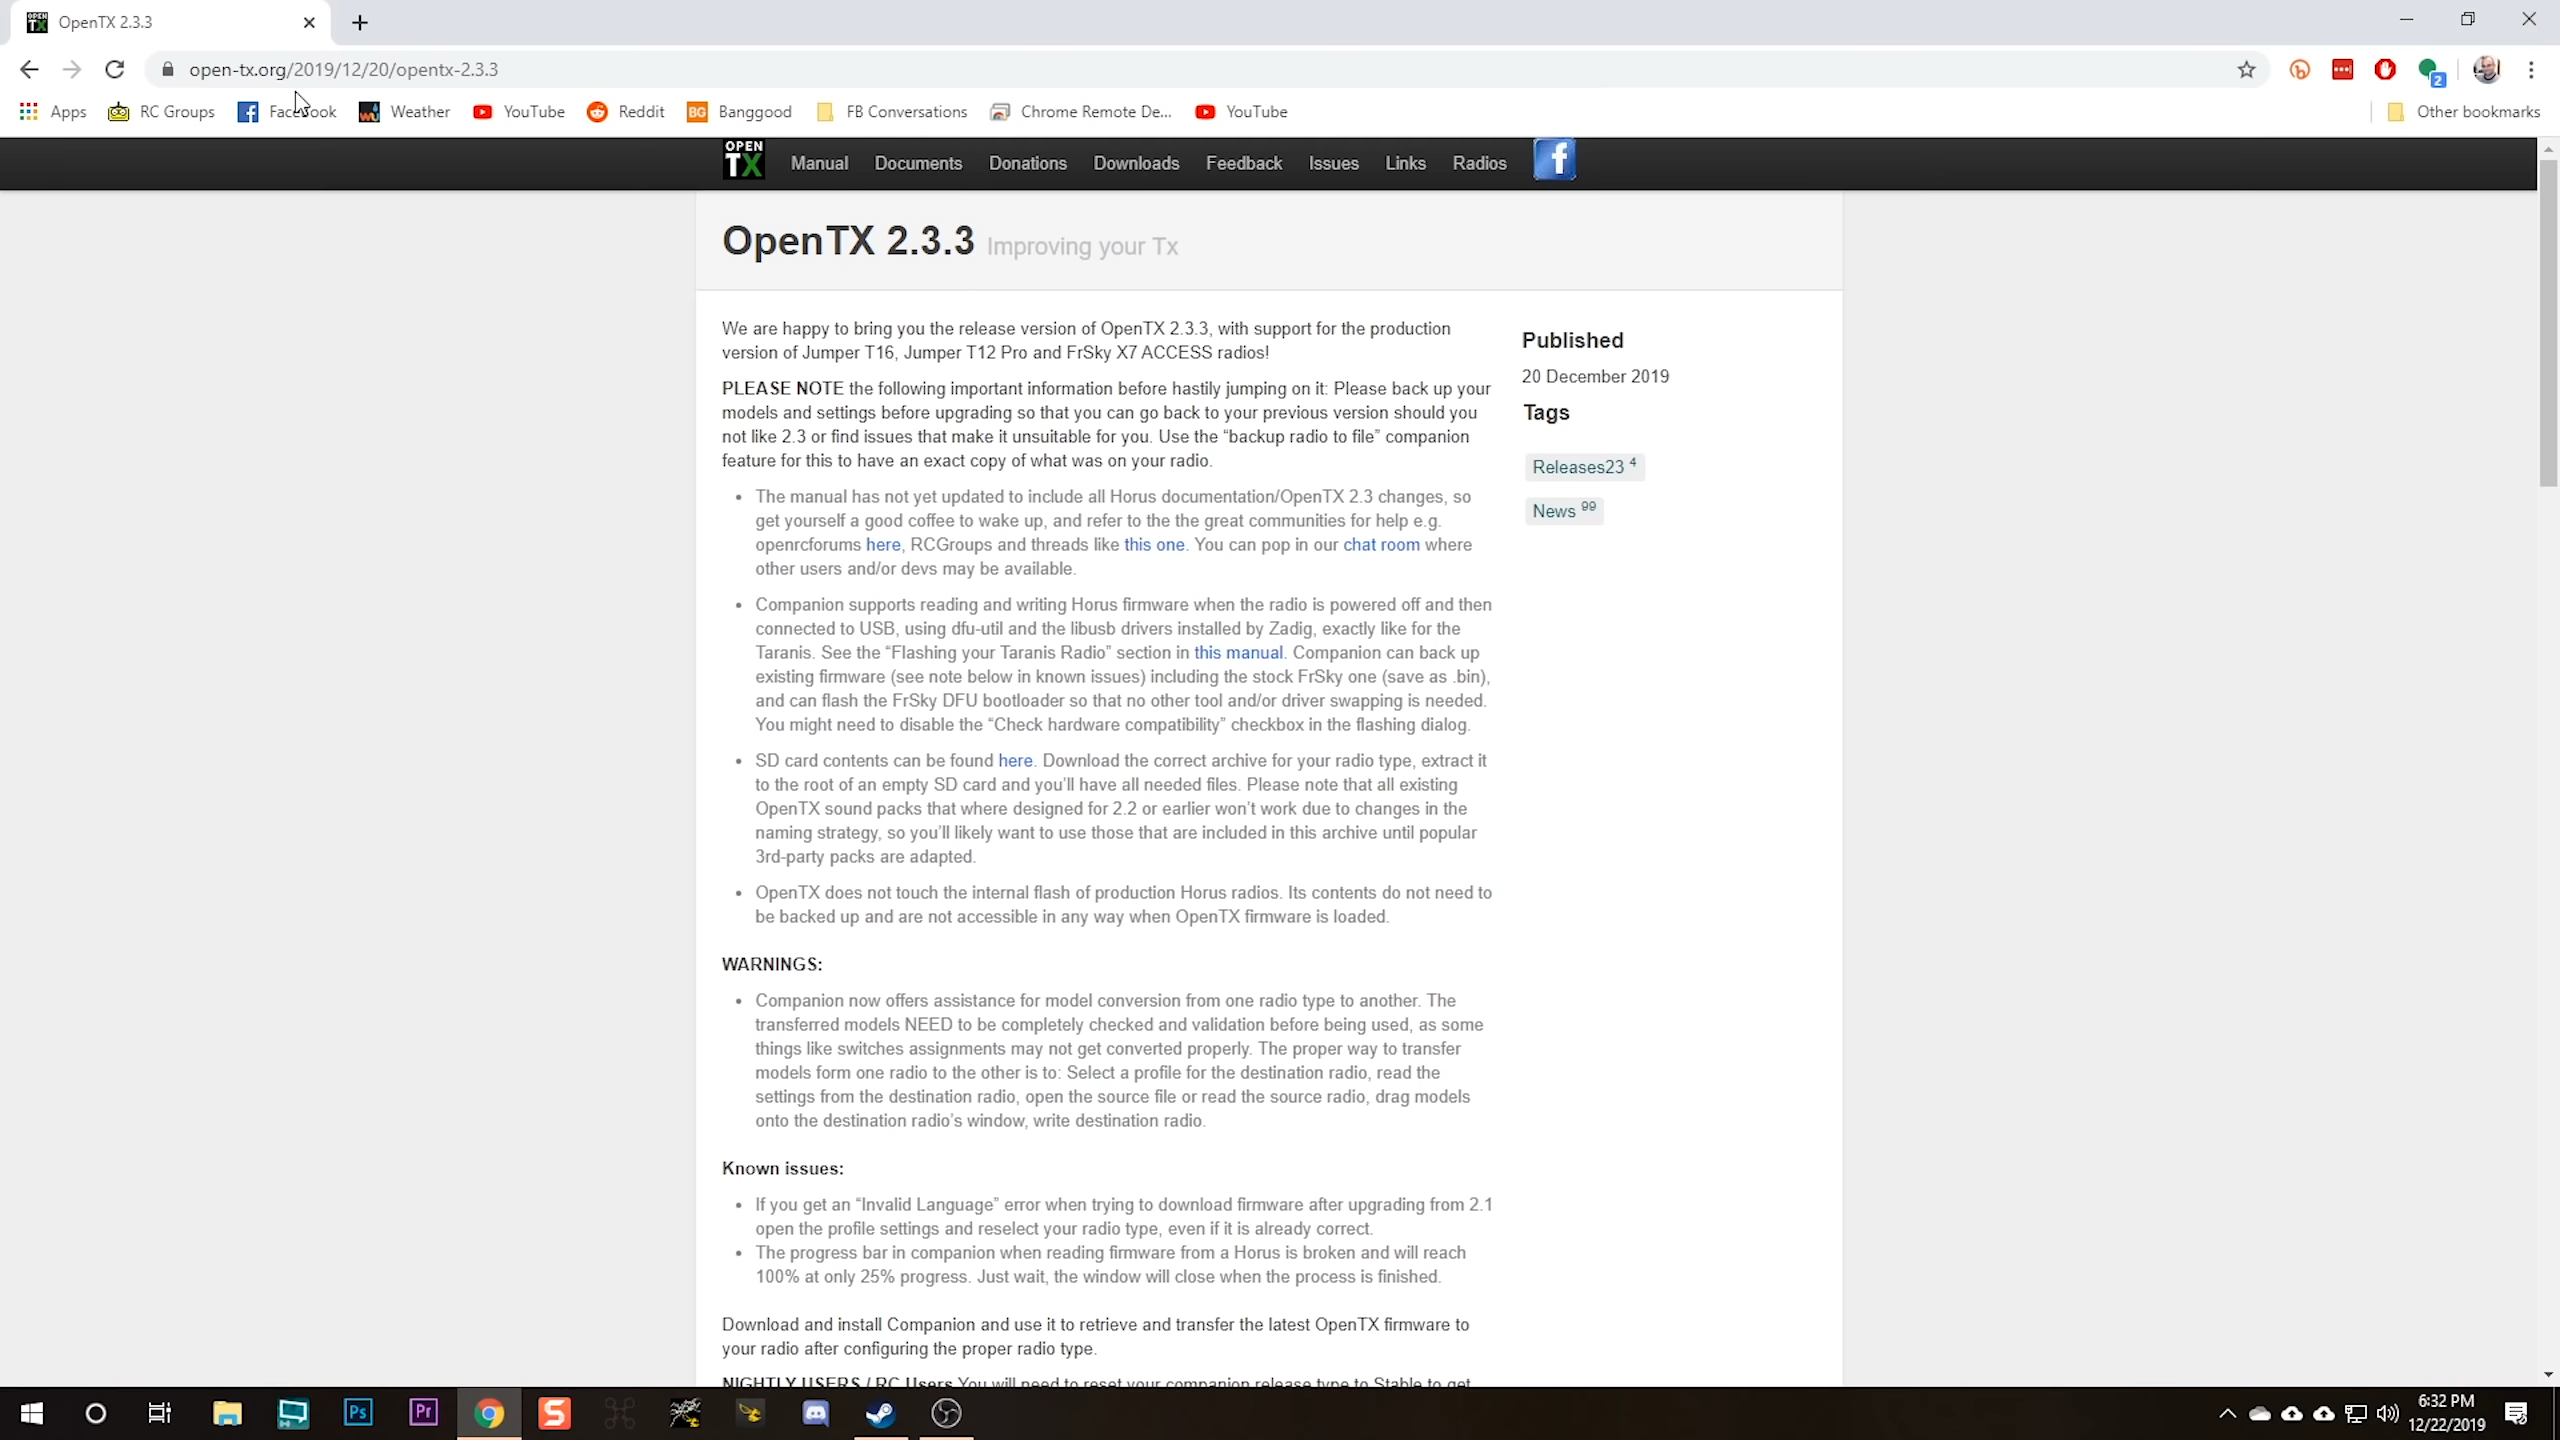 OpenTX 2.3.3
open-tx.org/2019/12/20/opentx-2.3.3
2
Apps RC Groups Facebook Weather YouTube Reddit BG Banggood FB Conversations Chrome Remote De... YouTube Other bookmarks
OPEN TX Manual Documents Donations Downloads Feedback Issues Links Radios f
OpenTX 2.3.3 Improving your Tx
We are happy to bring you the release version of OpenTX 2.3.3, with support for the production
version of Jumper T16, Jumper T12 Pro and FrSky X7 ACCESS radios!
PLEASE NOTE the following important information before hastily jumping on it: Please back up your
models and settings before upgrading so that you can go back to your previous version should you
not like 2.3 or find issues that make it unsuitable for you. Use the “backup radio to file” companion
feature for this to have an exact copy of what was on your radio.
• The manual has not yet updated to include all Horus documentation/OpenTX 2.3 changes, so
get yourself a good coffee to wake up, and refer to the the great communities for help e.g.
openrcforums here, RCGroups and threads like this one. You can pop in our chat room where
other users and/or devs may be available.
• Companion supports reading and writing Horus firmware when the radio is powered off and then
connected to USB, using dfu-util and the libusb drivers installed by Zadig, exactly like for the
Taranis. See the “Flashing your Taranis Radio” section in this manual. Companion can back up
existing firmware (see note below in known issues) including the stock FrSky one (save as .bin),
and can flash the FrSky DFU bootloader so that no other tool and/or driver swapping is needed.
You might need to disable the “Check hardware compatibility” checkbox in the flashing dialog.
• SD card contents can be found here. Download the correct archive for your radio type, extract it
to the root of an empty SD card and you’ll have all needed files. Please note that all existing
OpenTX sound packs that where designed for 2.2 or earlier won’t work due to changes in the
naming strategy, so you’ll likely want to use those that are included in this archive until popular
3rd-party packs are adapted.
• OpenTX does not touch the internal flash of production Horus radios. Its contents do not need to
be backed up and are not accessible in any way when OpenTX firmware is loaded.
WARNINGS:
• Companion now offers assistance for model conversion from one radio type to another. The
transferred models NEED to be completely checked and validation before being used, as some
things like switches assignments may not get converted properly. The proper way to transfer
models form one radio to the other is to: Select a profile for the destination radio, read the
settings from the destination radio, open the source file or read the source radio, drag models
onto the destination radio’s window, write destination radio.
Known issues:
• If you get an “Invalid Language” error when trying to download firmware after upgrading from 2.1
open the profile settings and reselect your radio type, even if it is already correct.
• The progress bar in companion when reading firmware from a Horus is broken and will reach
100% at only 25% progress. Just wait, the window will close when the process is finished.
Download and install Companion and use it to retrieve and transfer the latest OpenTX firmware to
your radio after configuring the proper radio type.
NIGHTLY USERS / RC Users You will need to reset your companion release type to Stable to get
Published
20 December 2019
Tags
Releases23 4
News 99
Ps Pr S
6:32 PM
12/22/2019